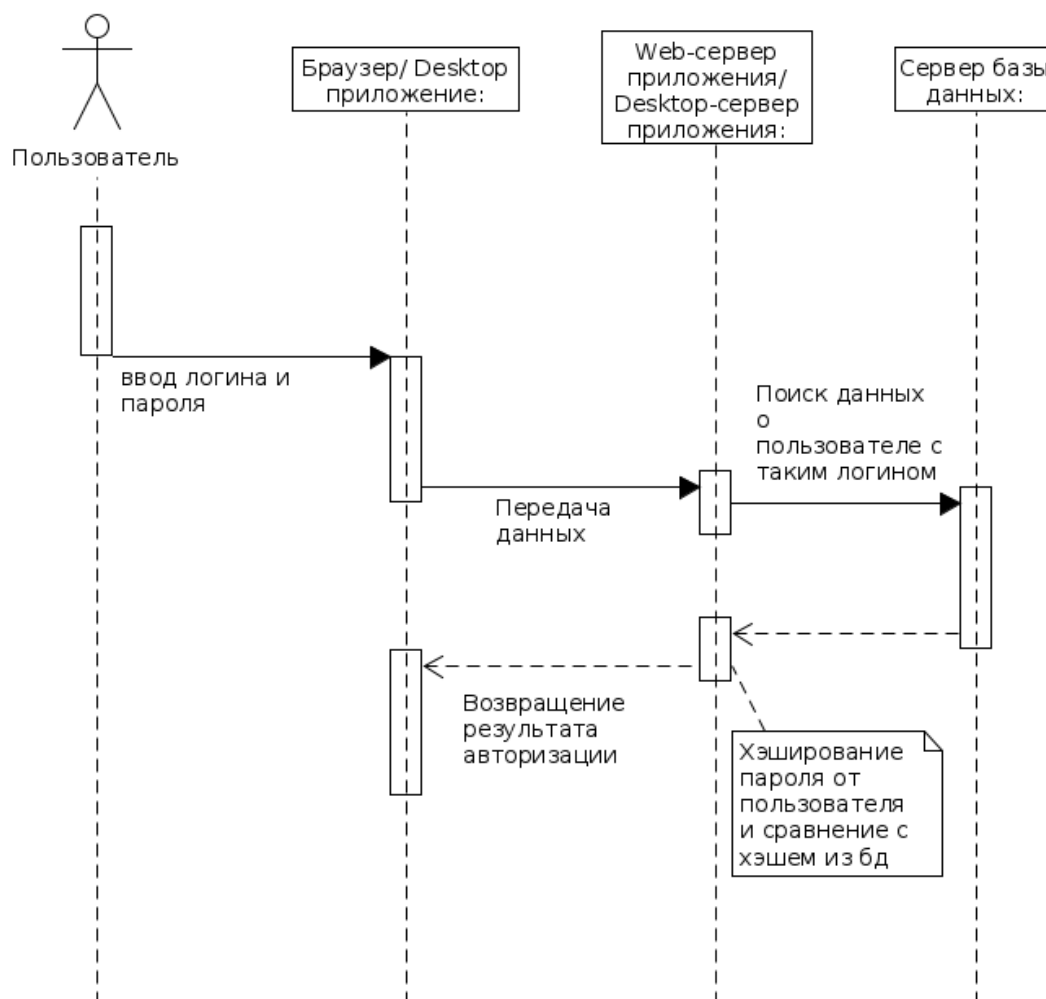 Пользователь
Браузер/ Desktop
приложение:
Web-сервер
приложения/
Desktop-сервер
приложения:
Сервер базы
данных:
ввод логина и
пароля
Передача
данных
Поиск данных
о
пользователе с
таким логином
Возвращение
результата
авторизации
Хэширование
пароля от
пользователя
и сравнение с
хэшем из бд